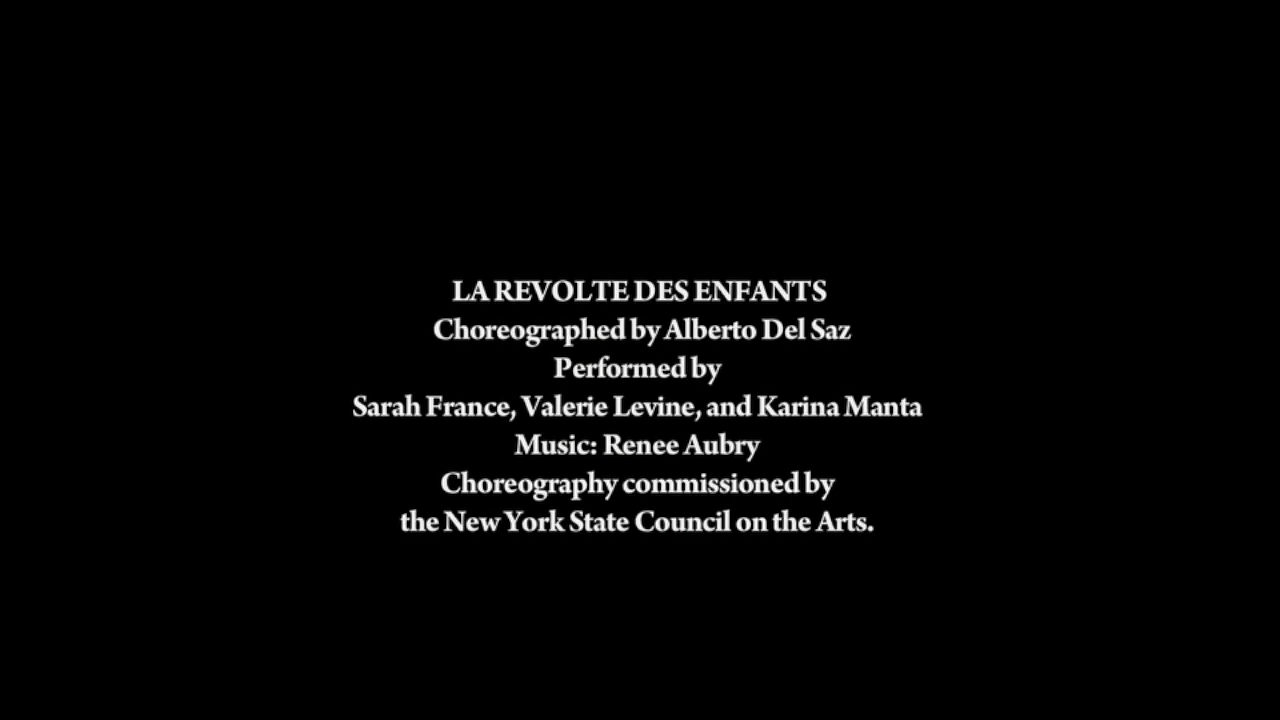 LA REVOLTE DES ENFANTS
Choreographed by Alberto Del Saz
Performed by
Sarah France, Valerie Levine, and Karina Manta
Music: Renee Aubry
Choreography commissioned by
the New York State Council on the Arts.